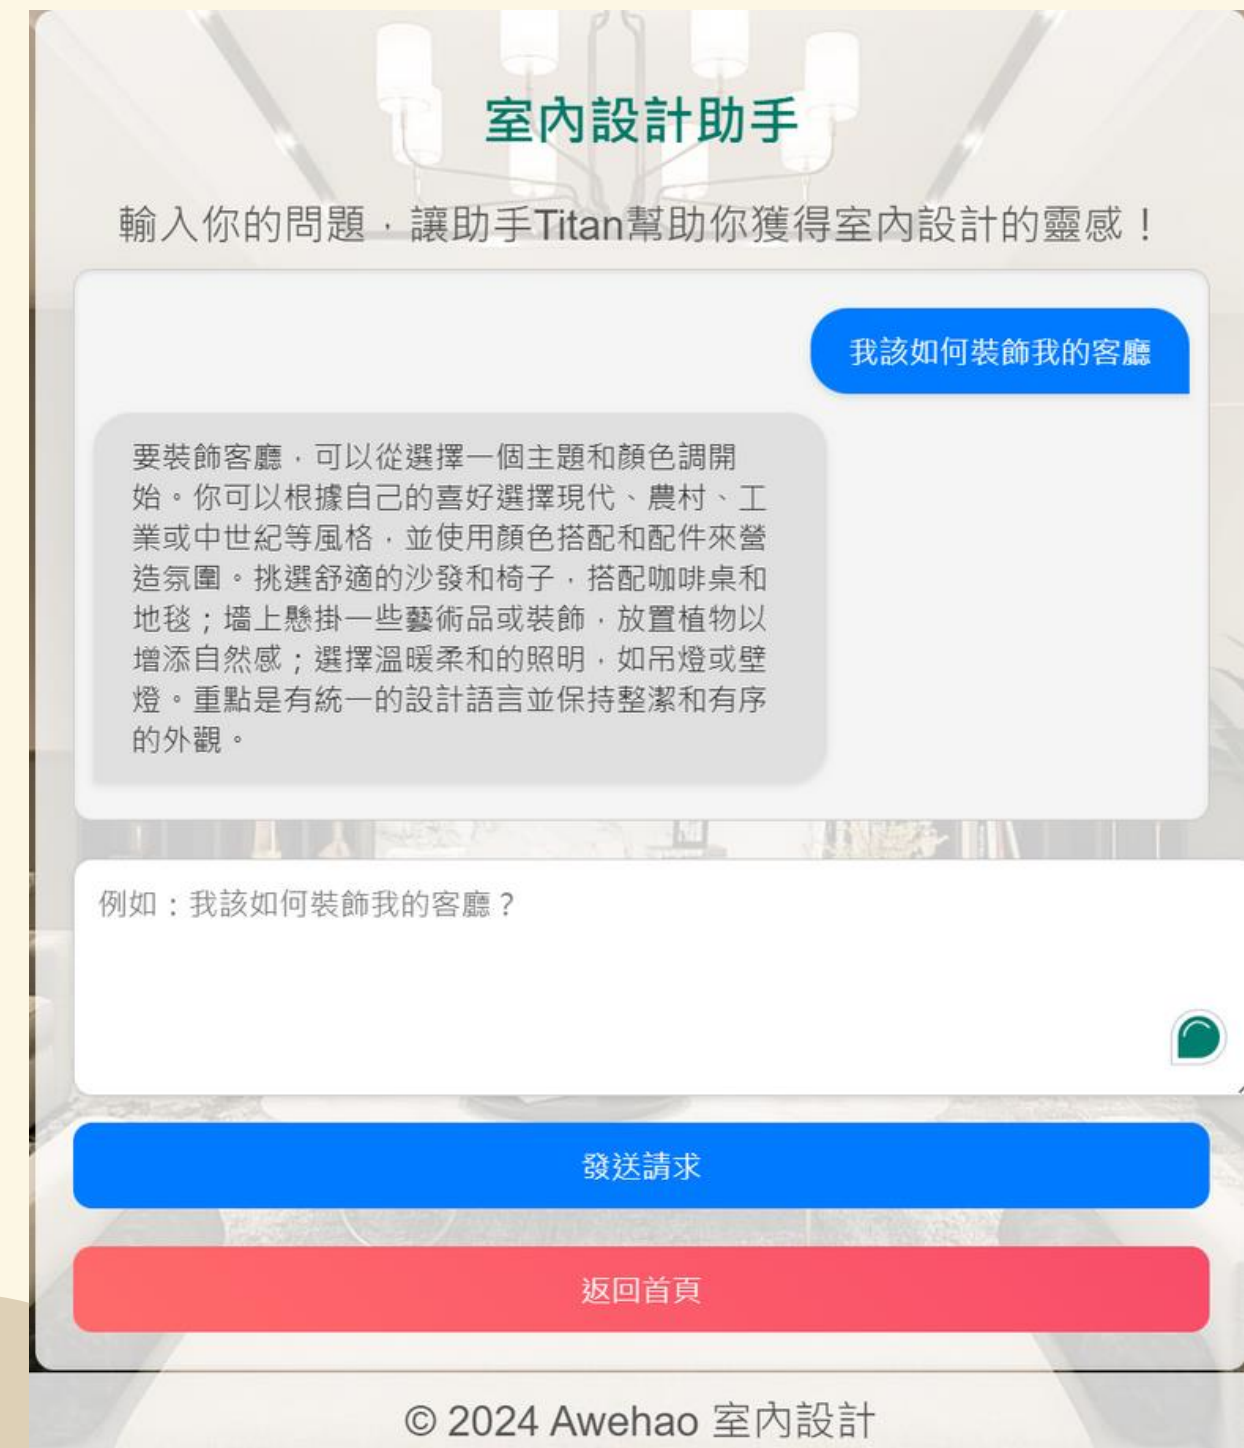 室內設計助手
輸入你的問題，讓助手Titan幫助你獲得室內設計的靈感！
我該如何裝飾我的客廳
要裝飾客廳，可以從選擇一個主題和顏色調開
始。你可以根據自己的喜好選擇現代、農村、工
業或中世紀等風格，並使用顏色搭配和配件來營
造氛圍。挑選舒適的沙發和椅子，搭配咖啡桌和
地毯；墻上懸掛一些藝術品或裝飾，放置植物以
增添自然感；選擇溫暖柔和的照明，如吊燈或壁
燈。重點是有統一的設計語言並保持整潔和有序
的外觀。
例如：我該如何裝飾我的客廳？
發送請求
返回首頁
© 2024 Awehao 室內設計